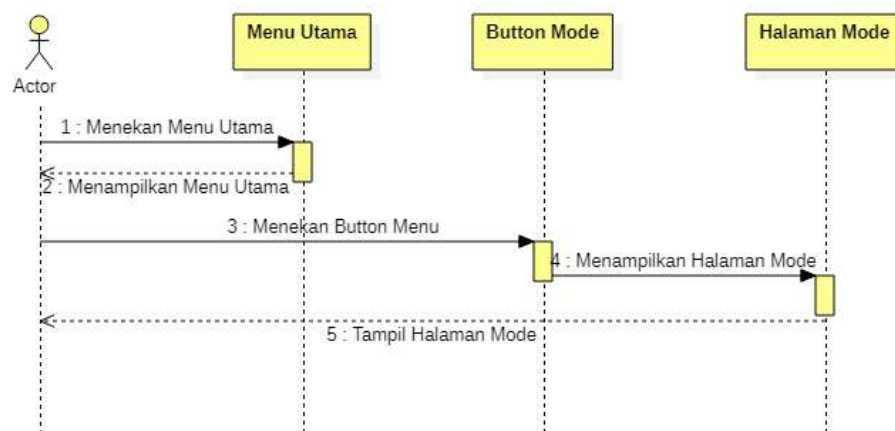 Menu Utama
Button Mode
Halaman Mode
Actor
1 : Menekan Menu Utama
2 : Menampilkan Menu Utama
3 : Menekan Button Menu
4 : Menampilkan Halaman Mode
5 : Tampil Halaman Mode